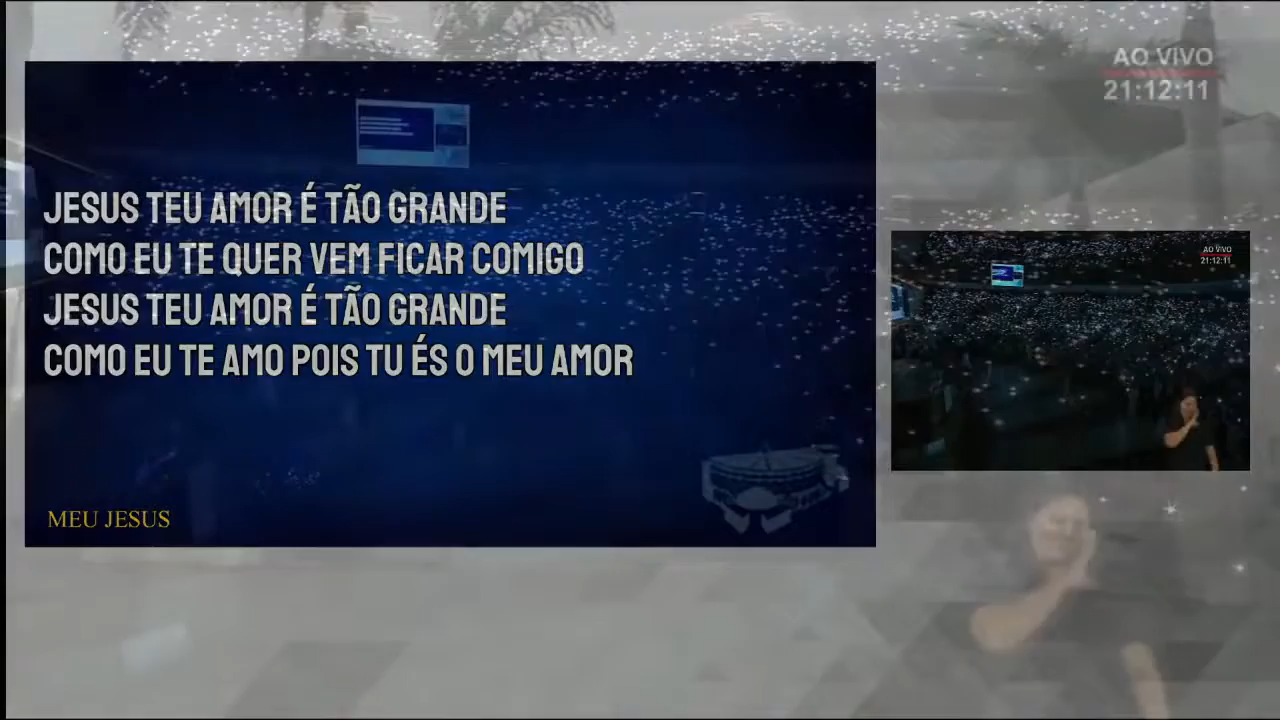 AO VIVO
21:12:11
JESUS TEU AMOR É TÃO GRANDE
COMO EU TE QUER VEM FICAR COMIGO
JESUS TEU AMOR É TÃO GRANDE
COMO EU TE AMO POIS TU ÉS O MEU AMOR
MEU JESUS
AO VIVO
21:12:11